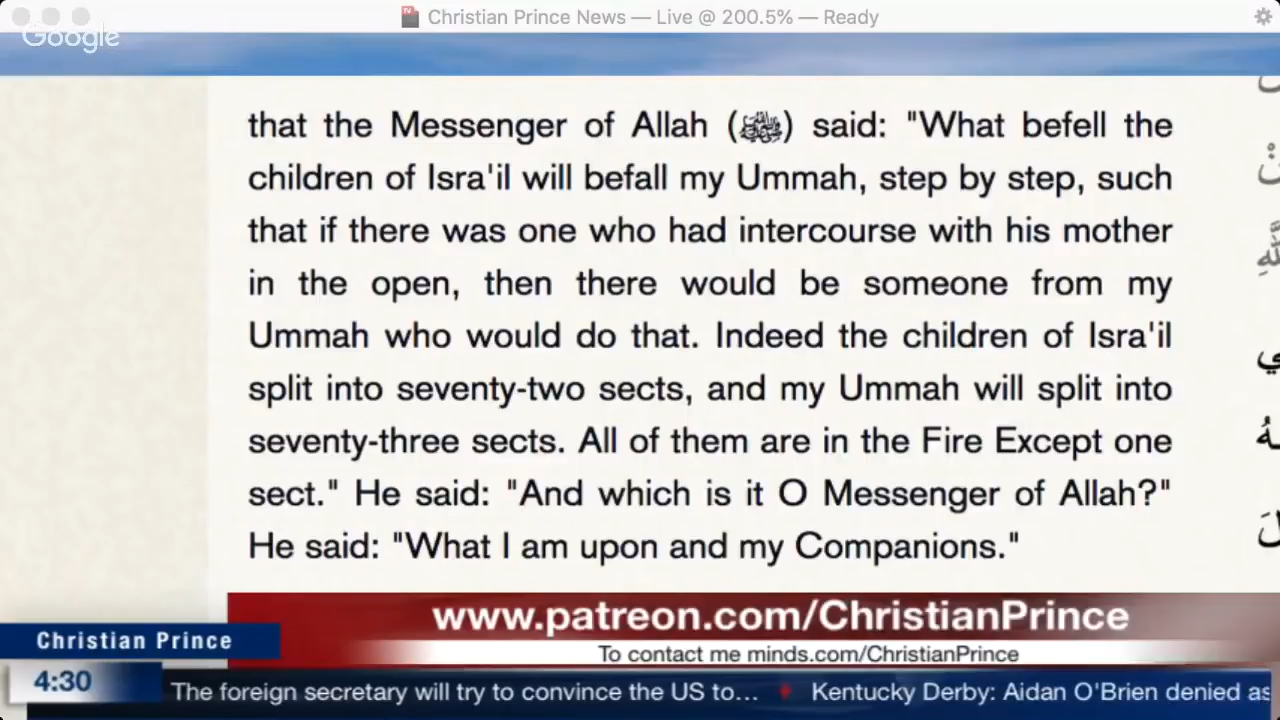 Christian Prince News — Live @ 200.5% — Ready
Google
that the Messenger of Allah (ﷺ) said: "What befell the
children of Isra'il will befall my Ummah, step by step, such
that if there was one who had intercourse with his mother
in the open, then there would be someone from my
Ummah who would do that. Indeed the children of Isra'il
split into seventy-two sects, and my Ummah will split into
seventy-three sects. All of them are in the Fire Except one
sect." He said: "And which is it O Messenger of Allah?"
He said: "What I am upon and my Companions."
www.patreon.com/ChristianPrince
Christian Prince
To contact me minds.com/ChristianPrince
4:30
The foreign secretary will try to convince the US to... Kentucky Derby: Aidan O'Brien denied as